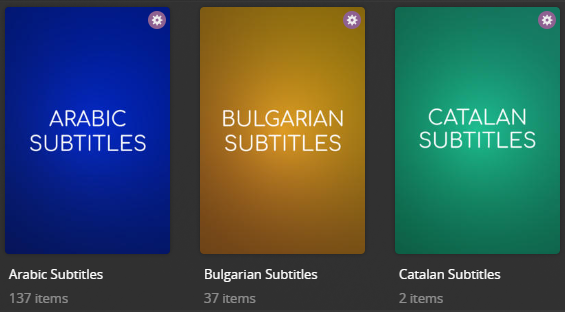 ARABIC
SUBTITLES
BULGARIAN
SUBTITLES
CATALAN
SUBTITLES
Arabic Subtitles
137 items
Bulgarian Subtitles
37 items
Catalan Subtitles
2 items